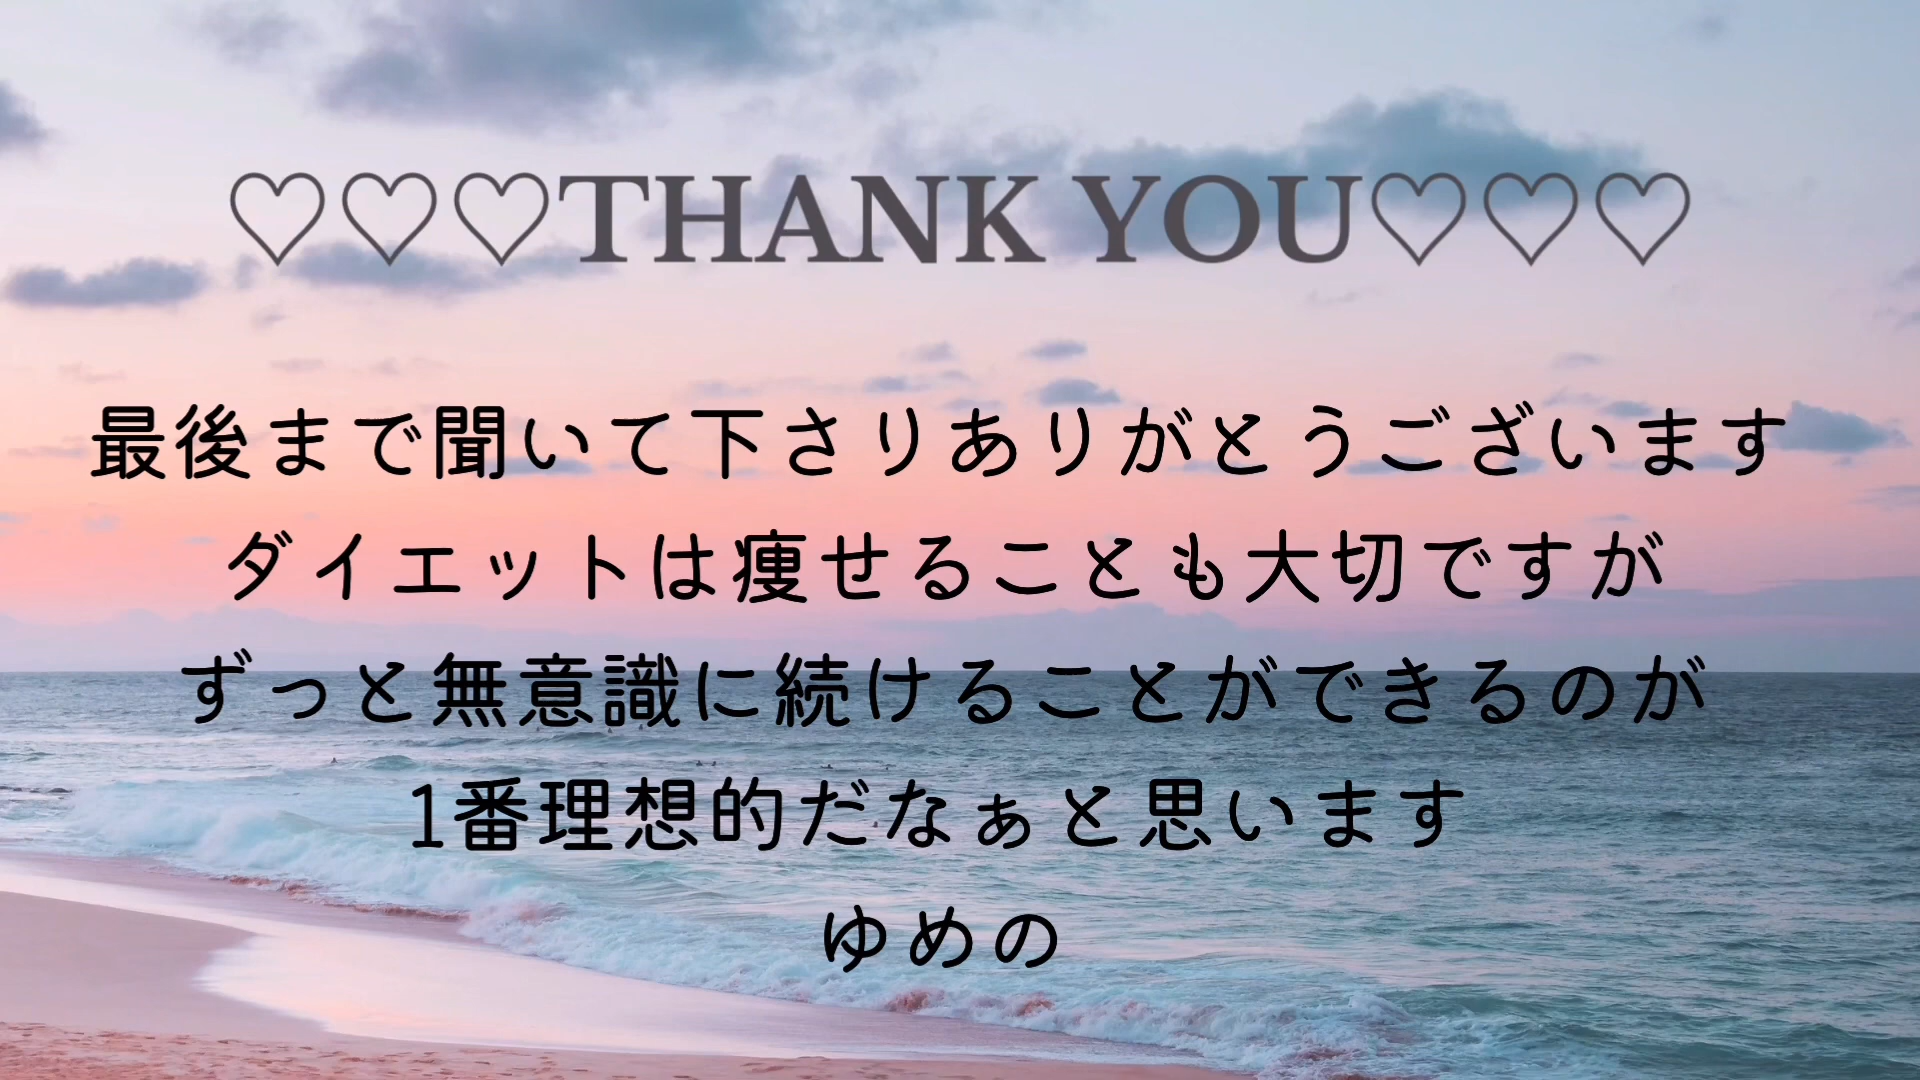 ♡♡♡THANK YOU♡♡♡
最後まで聞いて下さりありがとうございます
ダイエットは痩せることも大切ですが
ずっと無意識に続けることができるのが
1番理想的だなぁと思います
ゆめの